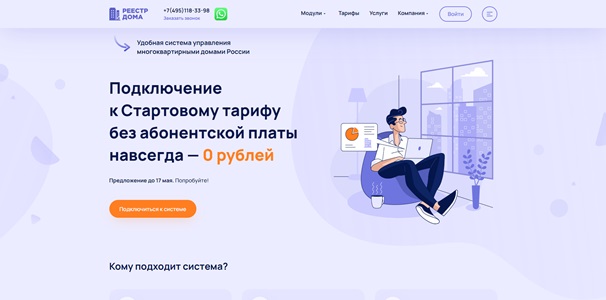 РЕЕСТР
ДОМА
+7(495)118-33-98
Заказать звонок
Модули
Тарифы
Услуги
Компания
Войти
Удобная система управления
многоквартирными домами России
Подключение
к Стартовому тарифу
без абонентской платы
навсегда — 0 рублей
Предложение до 17 мая. Попробуйте!
Подключиться к системе
Кому подходит система?